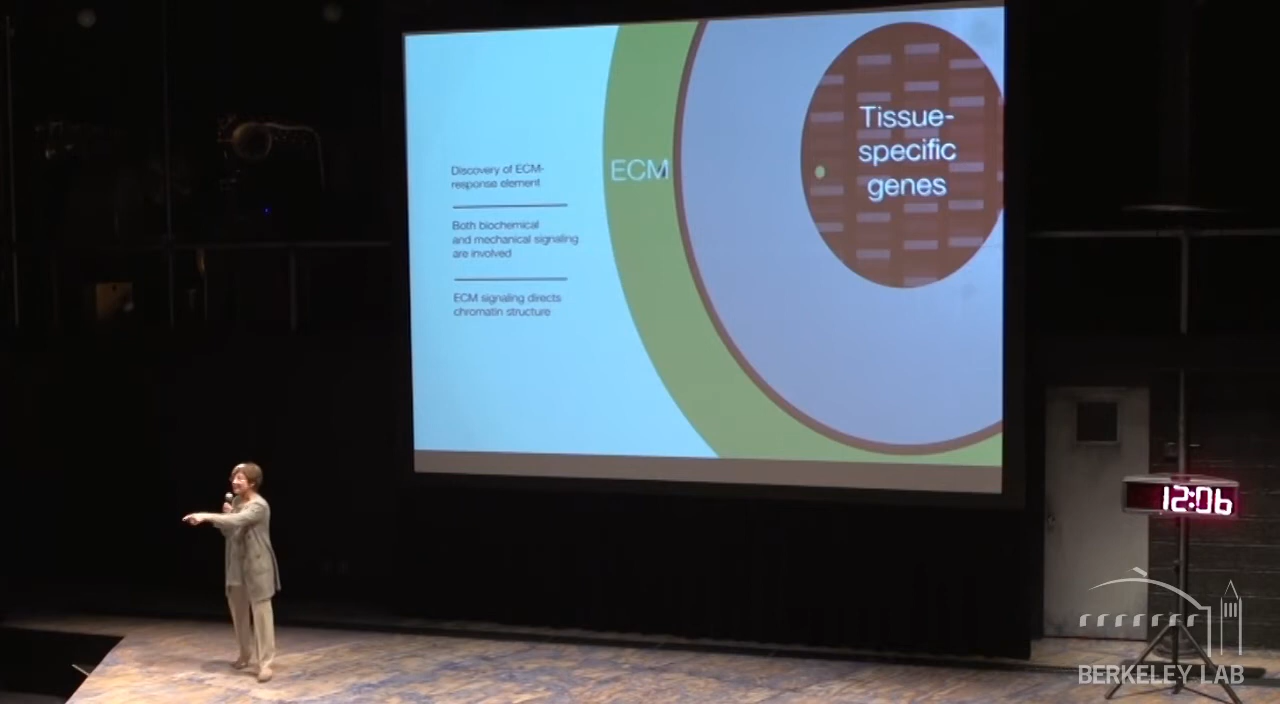 Discovery of ECM-
response element
Both biochemical
and mechanical signaling
are involved
ECM signaling directs
chromatin structure
ECM
Tissue-
specific
genes
12:06
BERKELEY LAB